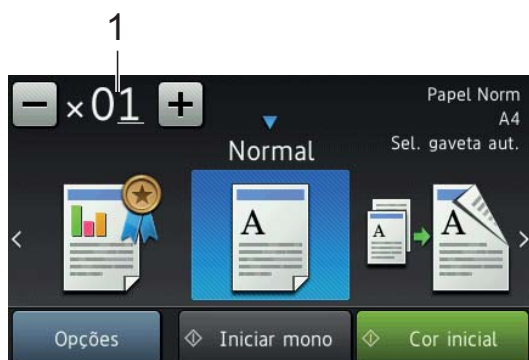 1
×01
Papel Norm
A4
Sel. gaveta aut.
Normal
A
A
A
Opções
Iniciar mono
Cor inicial